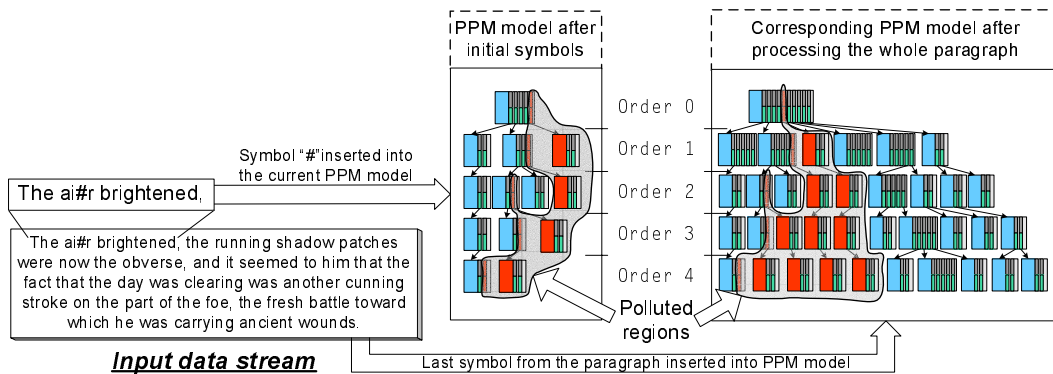 PPM model after
initial symbols
Corresponding PPM model after
processing the whole paragraph
Order 0
Order 1
Order 2
Order 3
Order 4
Symbol "#"inserted into
the current PPM model
The ai#r brightened,
The ai#r brightened, the running shadow patches
were now the obverse, and it seemed to him that the
fact that the day was clearing was another cunning
stroke on the part of the foe, the fresh battle toward
which he was carrying ancient wounds.
Polluted
regions
Input data stream
Last symbol from the paragraph inserted into PPM model